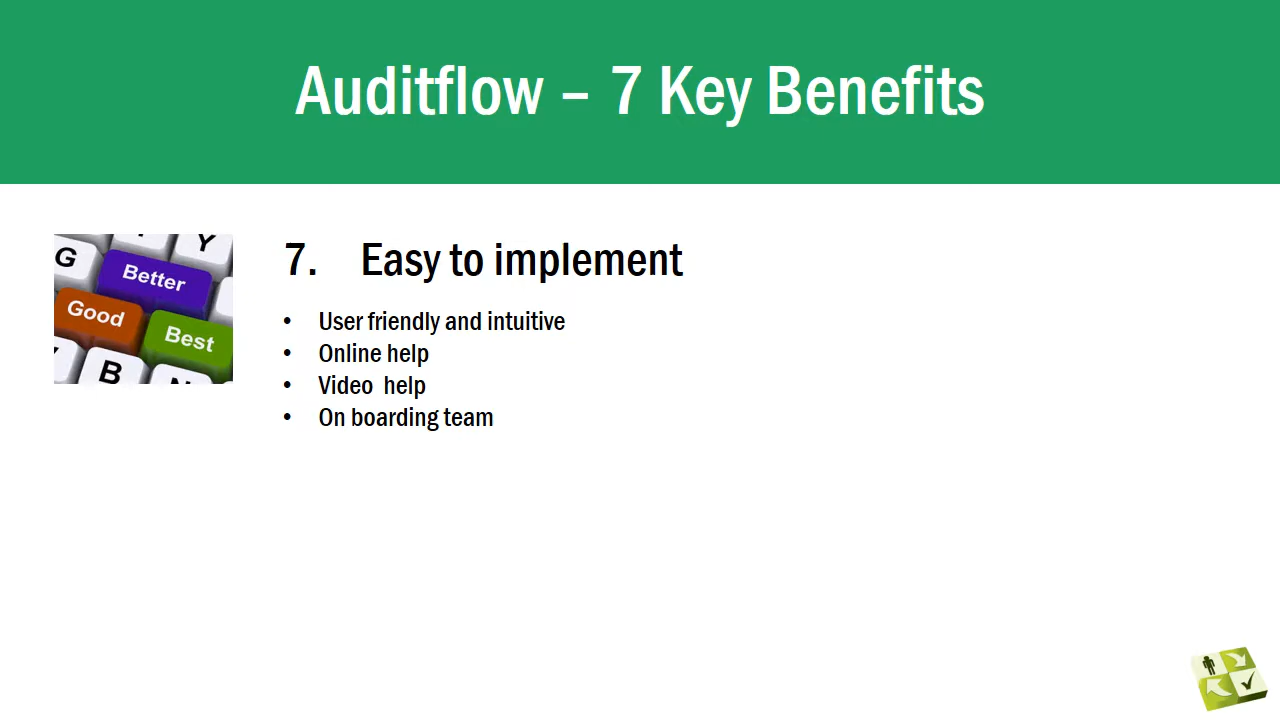 Auditflow – 7 Key Benefits
G Y
Better
Good
Best
B
7. Easy to implement
• User friendly and intuitive
• Online help
• Video help
• On boarding team